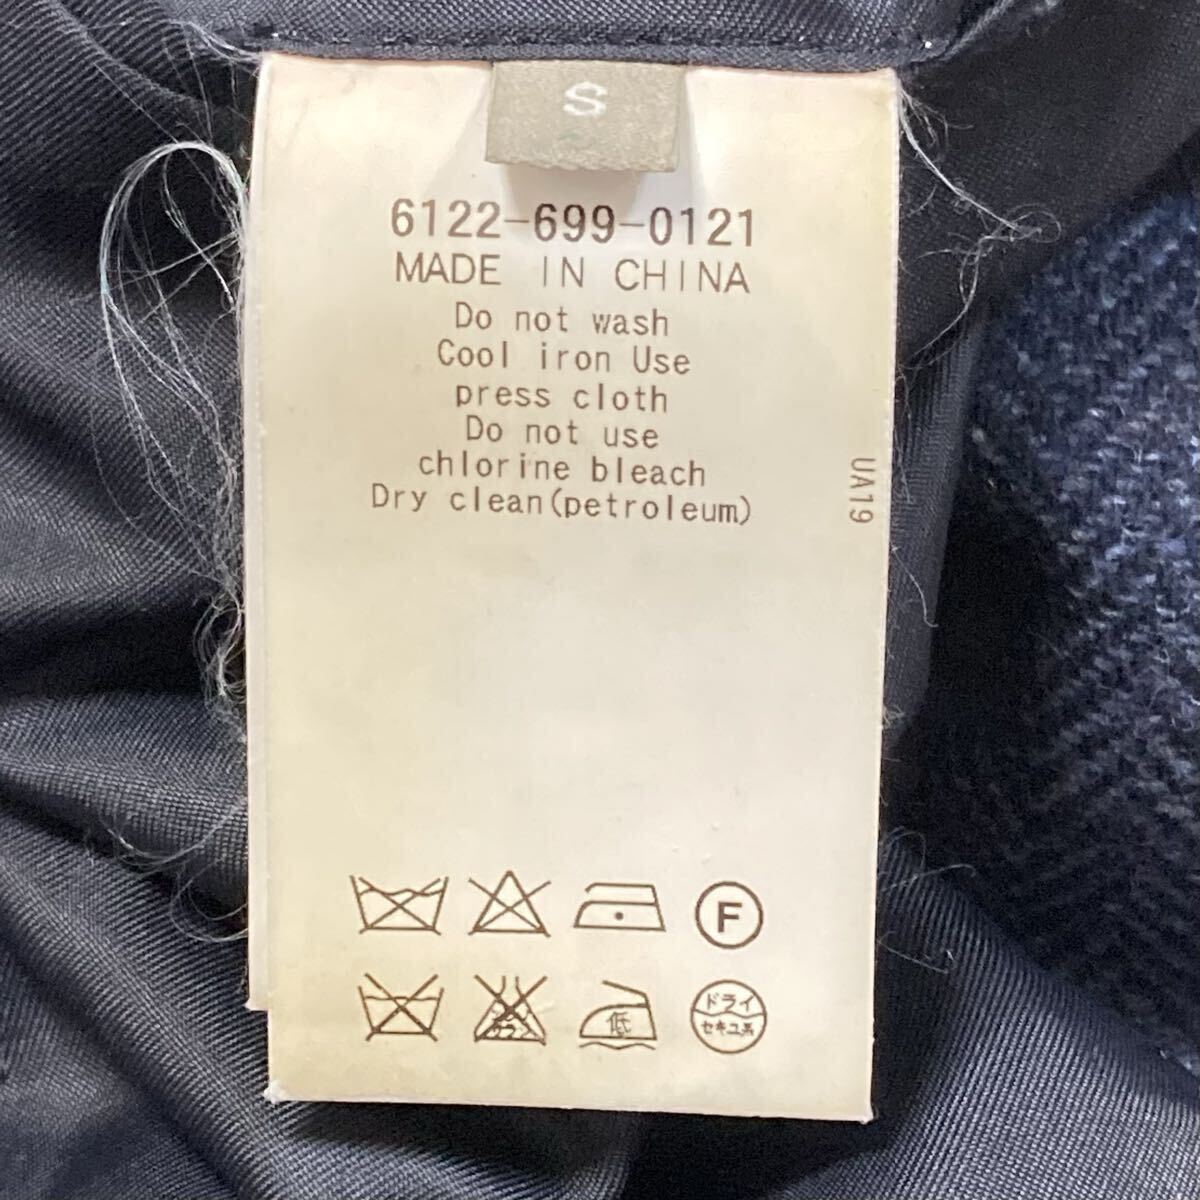 S
6122-699-0121
MADE IN CHINA
Do not wash
Cool iron Use
press cloth
Do not use
chlorine bleach
Dry clean(petroleum)
UA19
F
低
ドライ
セキユ系